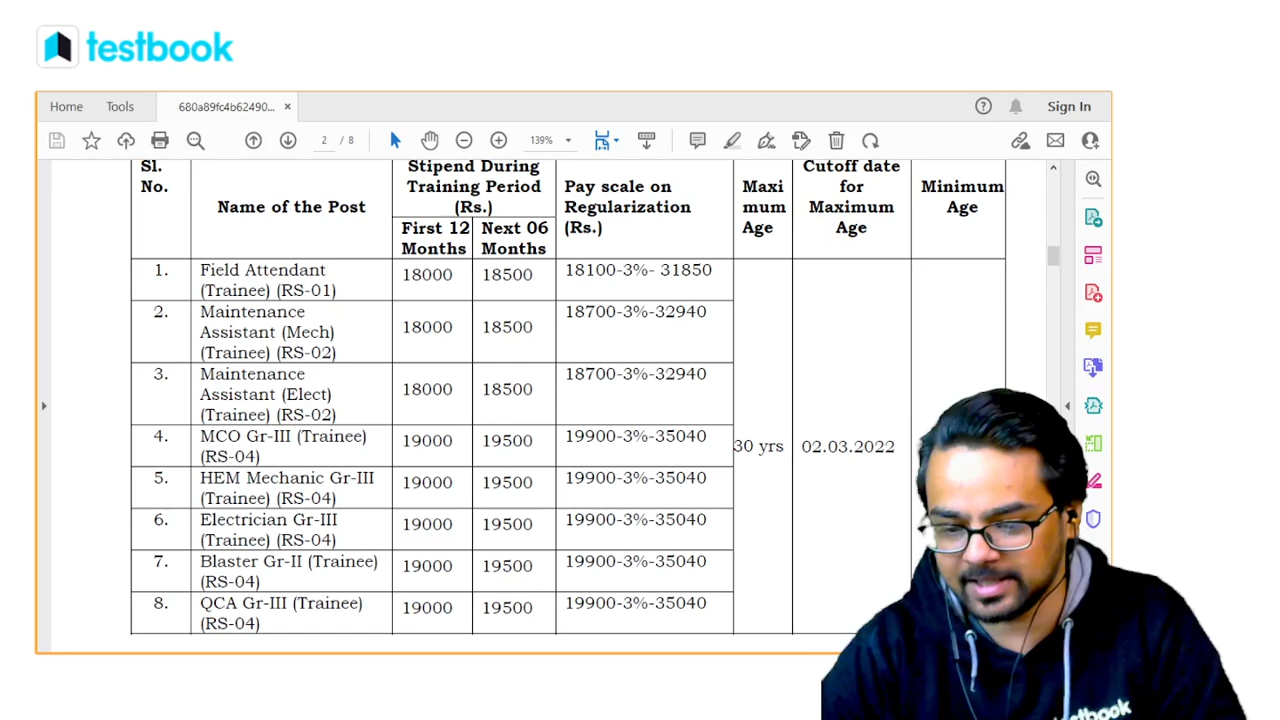 testbook
Home Tools 680a89fc4b62490... × Sign In
2 / 8 139%
Sl. No.
Name of the Post
Stipend During Training Period (Rs.)
First 12 Months
Next 06 Months
Pay scale on Regularization (Rs.)
Maxi mum Age
Cutoff date for Maximum Age
Minimum Age
1. Field Attendant (Trainee) (RS-01) 18000 18500 18100-3%- 31850
2. Maintenance Assistant (Mech) (Trainee) (RS-02) 18000 18500 18700-3%-32940
3. Maintenance Assistant (Elect) (Trainee) (RS-02) 18000 18500 18700-3%-32940
4. MCO Gr-III (Trainee) (RS-04) 19000 19500 19900-3%-35040
30 yrs 02.03.2022
5. HEM Mechanic Gr-III (Trainee) (RS-04) 19000 19500 19900-3%-35040
6. Electrician Gr-III (Trainee) (RS-04) 19000 19500 19900-3%-35040
7. Blaster Gr-II (Trainee) (RS-04) 19000 19500 19900-3%-35040
8. QCA Gr-III (Trainee) (RS-04) 19000 19500 19900-3%-35040
testbook